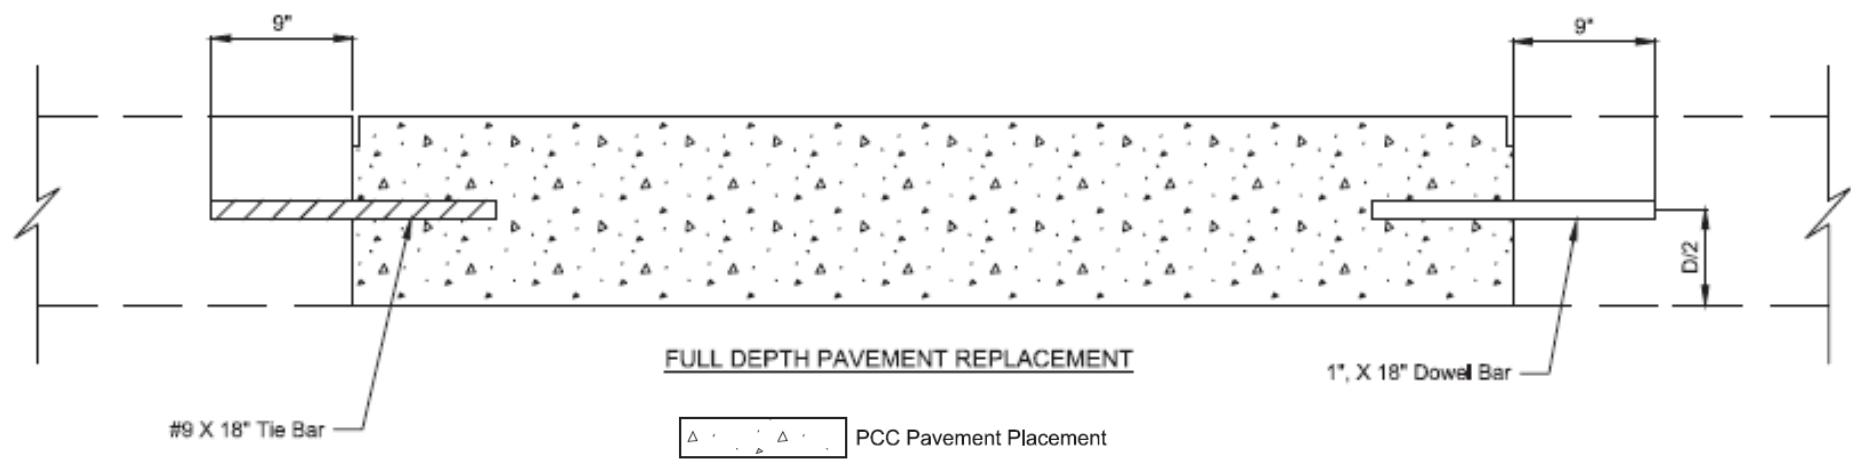 9"
9"
D/2
FULL DEPTH PAVEMENT REPLACEMENT
1", X 18" Dowel Bar
#9 X 18" Tie Bar
PCC Pavement Placement